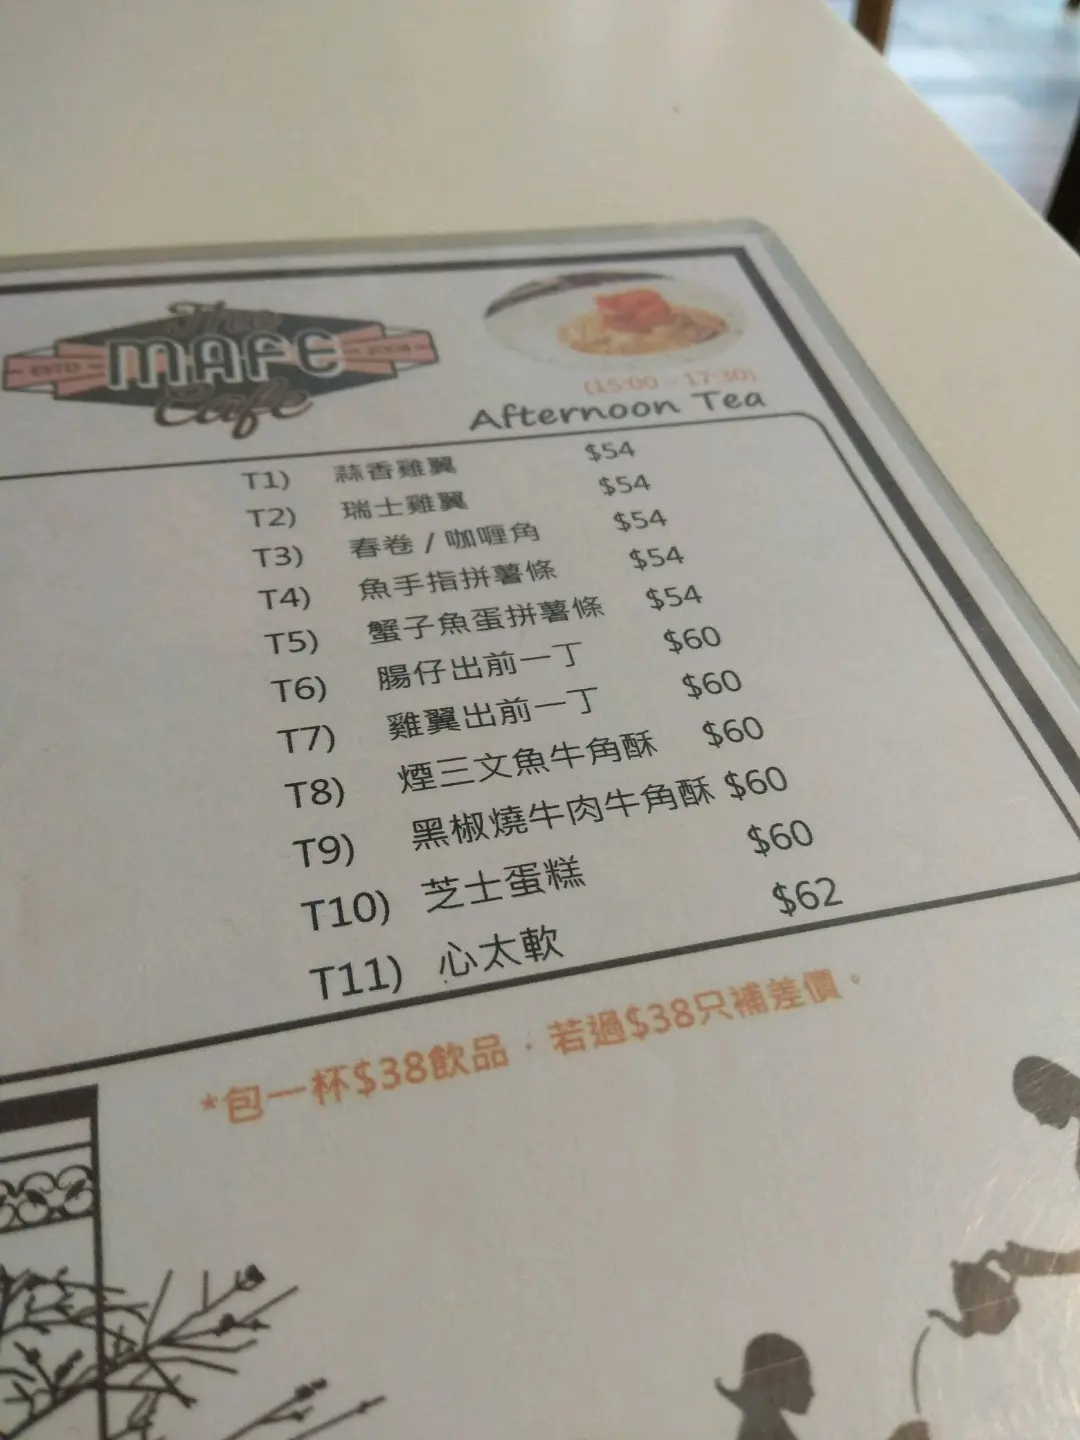 The
MAFE
ESTD 2004
Cafe
(15:00 - 17:30)
Afternoon Tea
T1) 蒜香雞翼 $54
T2) 瑞士雞翼 $54
T3) 春卷 / 咖喱角 $54
T4) 魚手指拼薯條 $54
T5) 蟹子魚蛋拼薯條 $54
T6) 腸仔出前一丁 $60
T7) 雞翼出前一丁 $60
T8) 煙三文魚牛角酥 $60
T9) 黑椒燒牛肉牛角酥 $60
T10) 芝士蛋糕 $60
T11) 心太軟 $62
*包一杯$38飲品．若過$38只補差價。